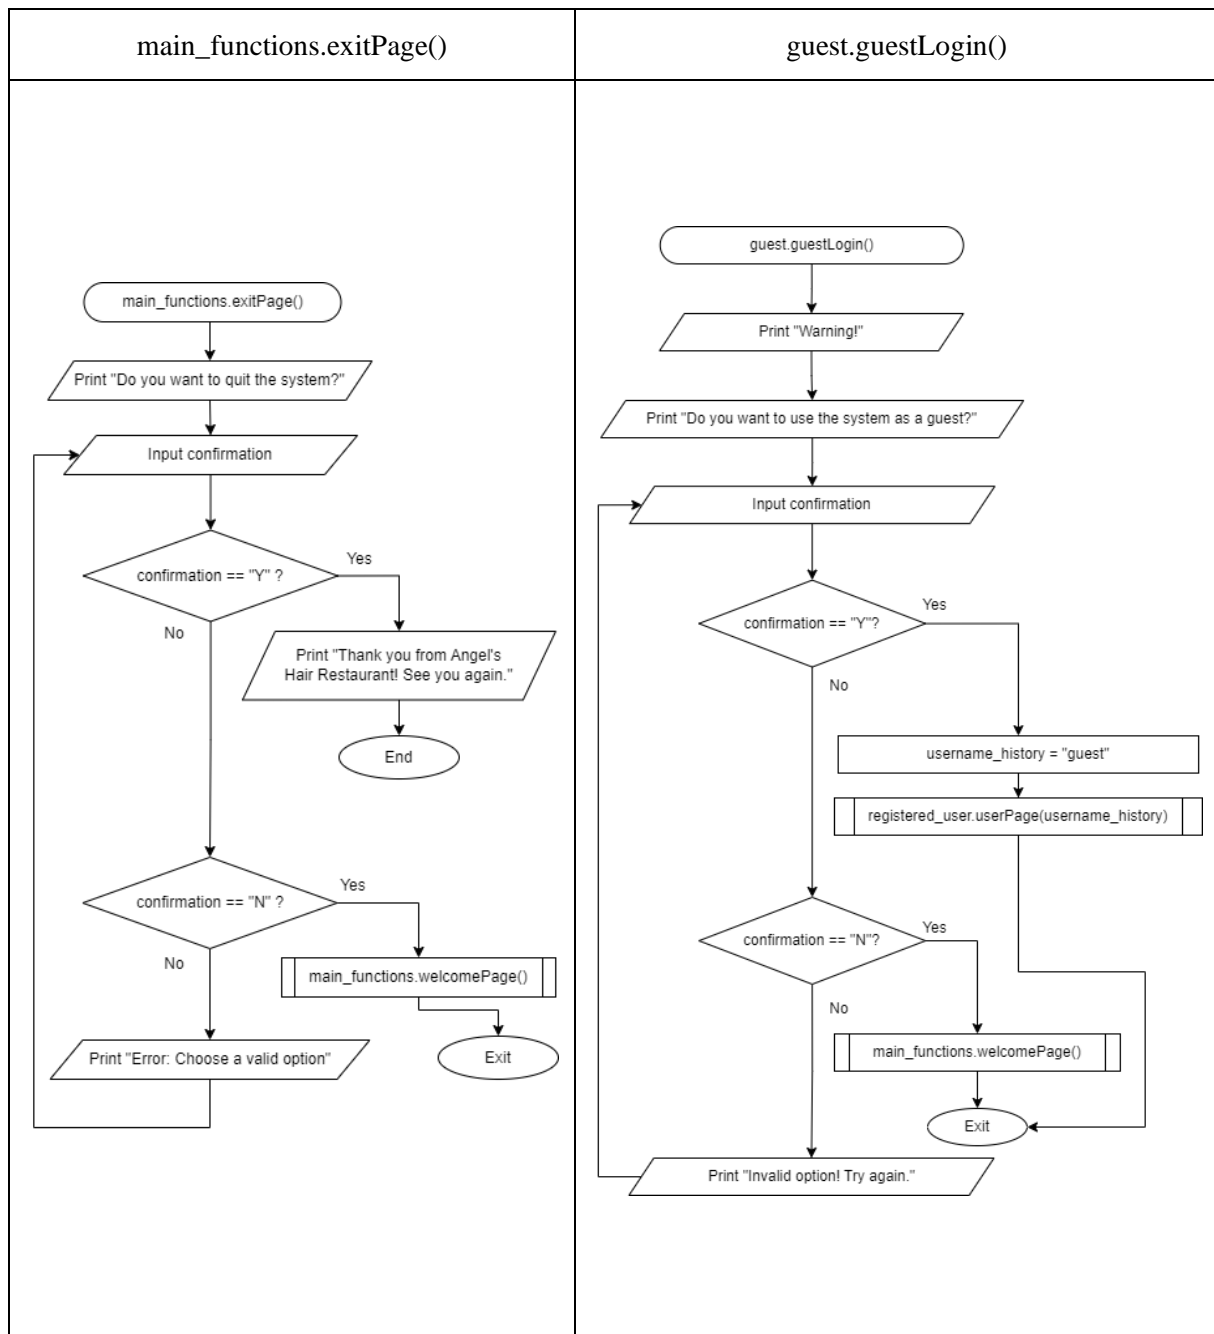 main_functions.exitPage()
guest.guestLogin()
main_functions.exitPage()
Print "Do you want to quit the system?"
Input confirmation
confirmation == "Y" ?
Yes
No
Print "Thank you from Angel's
Hair Restaurant! See you again."
End
confirmation == "N" ?
Yes
No
main_functions.welcomePage()
Exit
Print "Error: Choose a valid option"
guest.guestLogin()
Print "Warning!"
Print "Do you want to use the system as a guest?"
Input confirmation
confirmation == "Y"?
Yes
No
username_history = "guest"
registered_user.userPage(username_history)
confirmation == "N"?
Yes
No
main_functions.welcomePage()
Exit
Print "Invalid option! Try again."